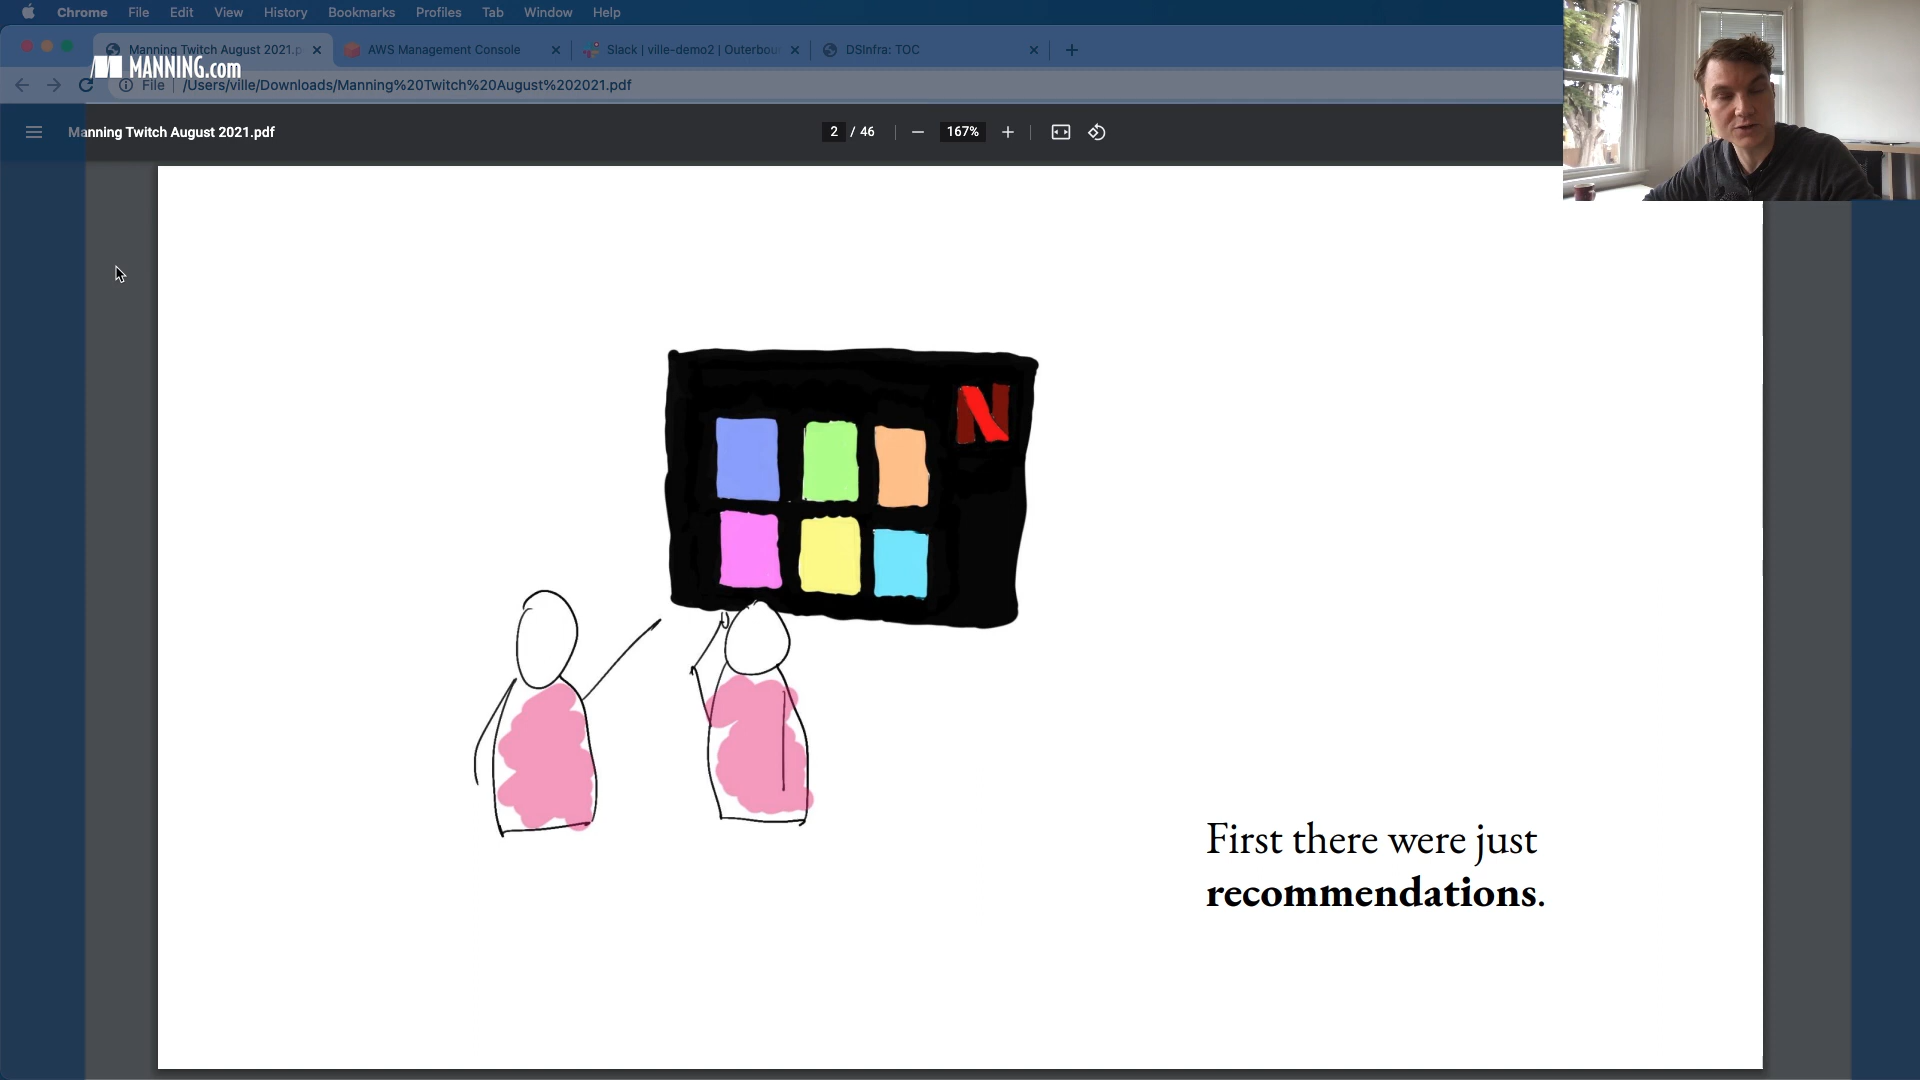 Chrome File Edit View History Bookmarks Profiles Tab Window Help
Manning Twitch August 2021.p
AWS Management Console
Slack | ville-demo2 | Outerbou
DSInfra: TOC
MANNING.com
File /Users/ville/Downloads/Manning%20Twitch%20August%202021.pdf
Manning Twitch August 2021.pdf
2 / 46
167%
N
First there were just
recommendations.